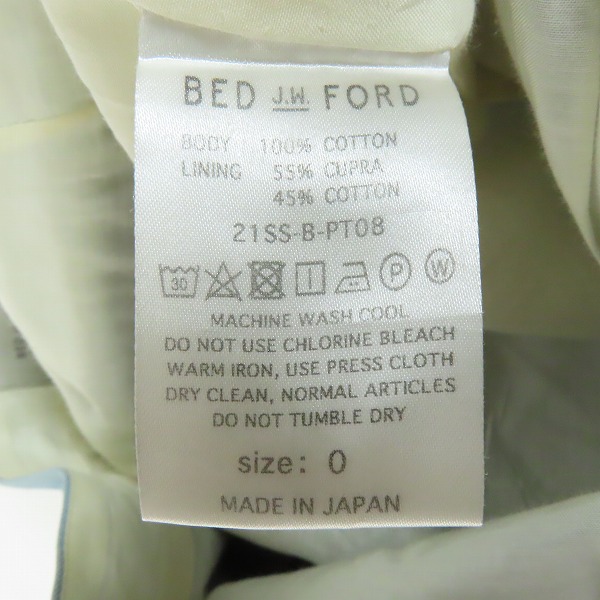 BED J.W. FORD
BODY 100% COTTON
LINING 55% CUPRA
45% COTTON
21SS-B-PT08
30 P W
MACHINE WASH COOL
DO NOT USE CHLORINE BLEACH
WARM IRON, USE PRESS CLOTH
DRY CLEAN, NORMAL ARTICLES
DO NOT TUMBLE DRY
size: 0
MADE IN JAPAN